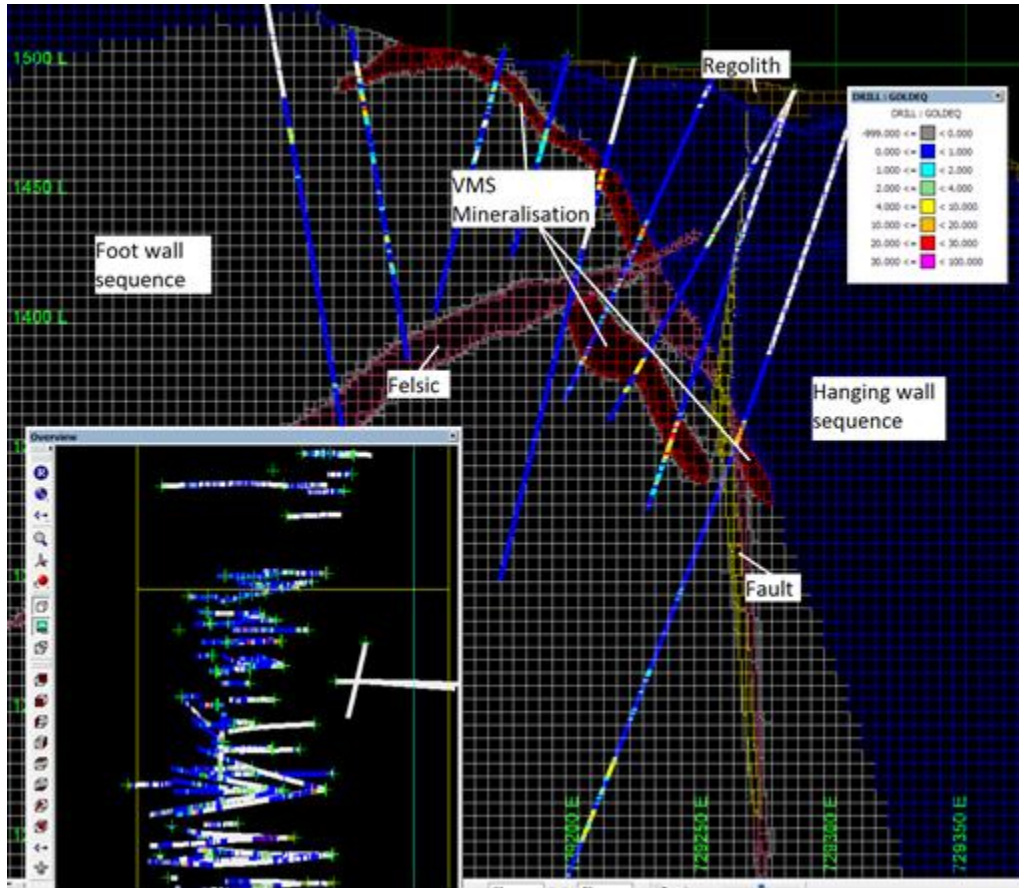 1500 L
Regolith
DRILL : GOLDEQ
DRILL : GOLDEQ
-999.000 <= < 0.000
0.000 <= < 1.000
1.000 <= < 2.000
2.000 <= < 4.000
4.000 <= < 10.000
10.000 <= < 20.000
20.000 <= < 30.000
30.000 <= < 100.000
1450 L
VMS
Mineralisation
Foot wall
sequence
1400 L
Felsic
Hanging wall
sequence
Overview
Fault
729200 E
729250 E
729300 E
729350 E